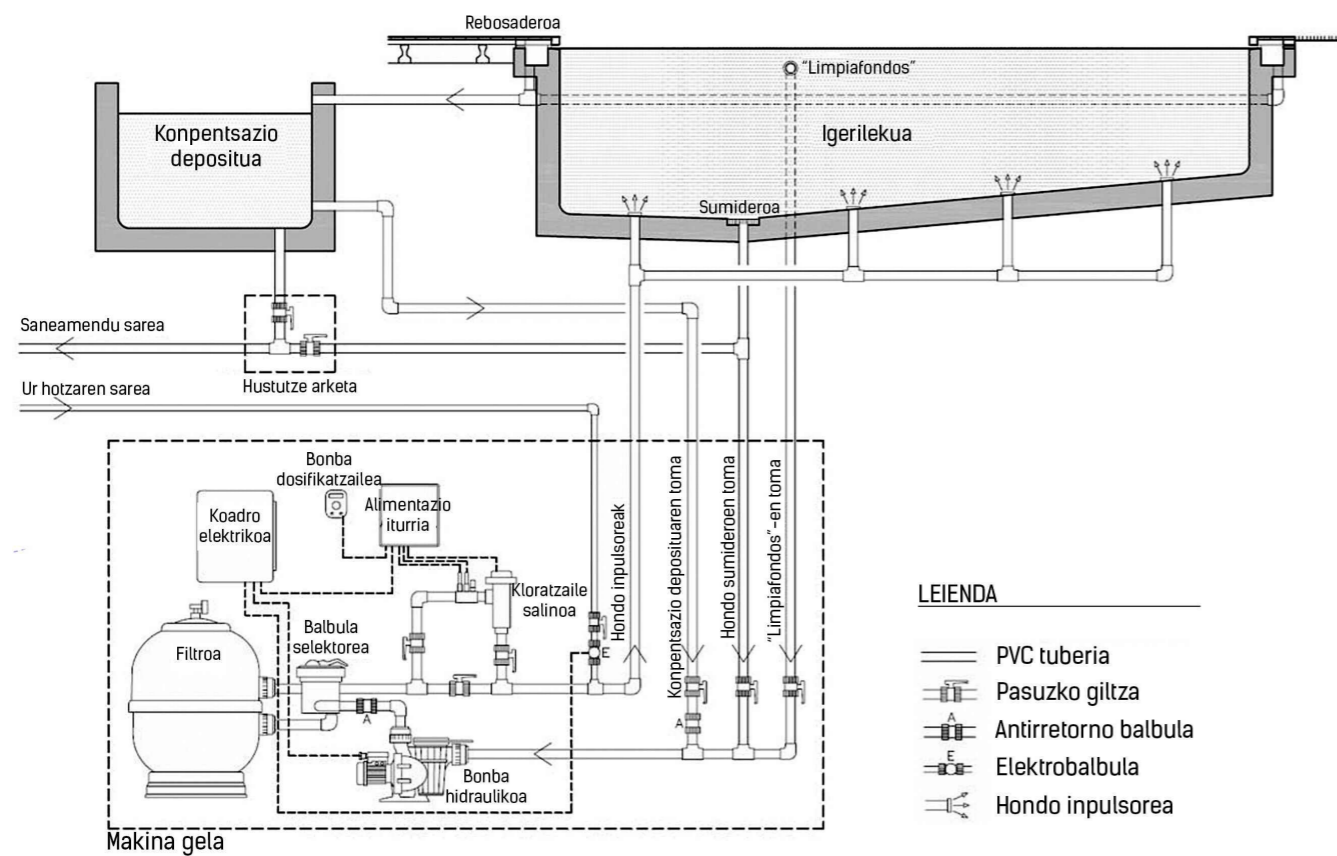 Rebosaderoa
"Limpiafondos"
Konpentsazio
depositua
Igerilekua
Sumideroa
Saneamendu sarea
Hustutze arketa
Ur hotzaren sarea
Bonba
dosifikatzailea
Alimentazio
iturria
Koadro
elektrikoa
Kloratzaile
salinoa
Hondo inpulsoreak
Konpentsazio deposituaren toma
Hondo sumideroen toma
"Limpiafondos"-en toma
Filtroa
Balbula
selektorea
E
A
A
Bonba
hidraulikoa
Makina gela
LEIENDA
PVC tuberia
Pasuzko giltza
A
Antirretorno balbula
E
Elektrobalbula
Hondo inpulsorea